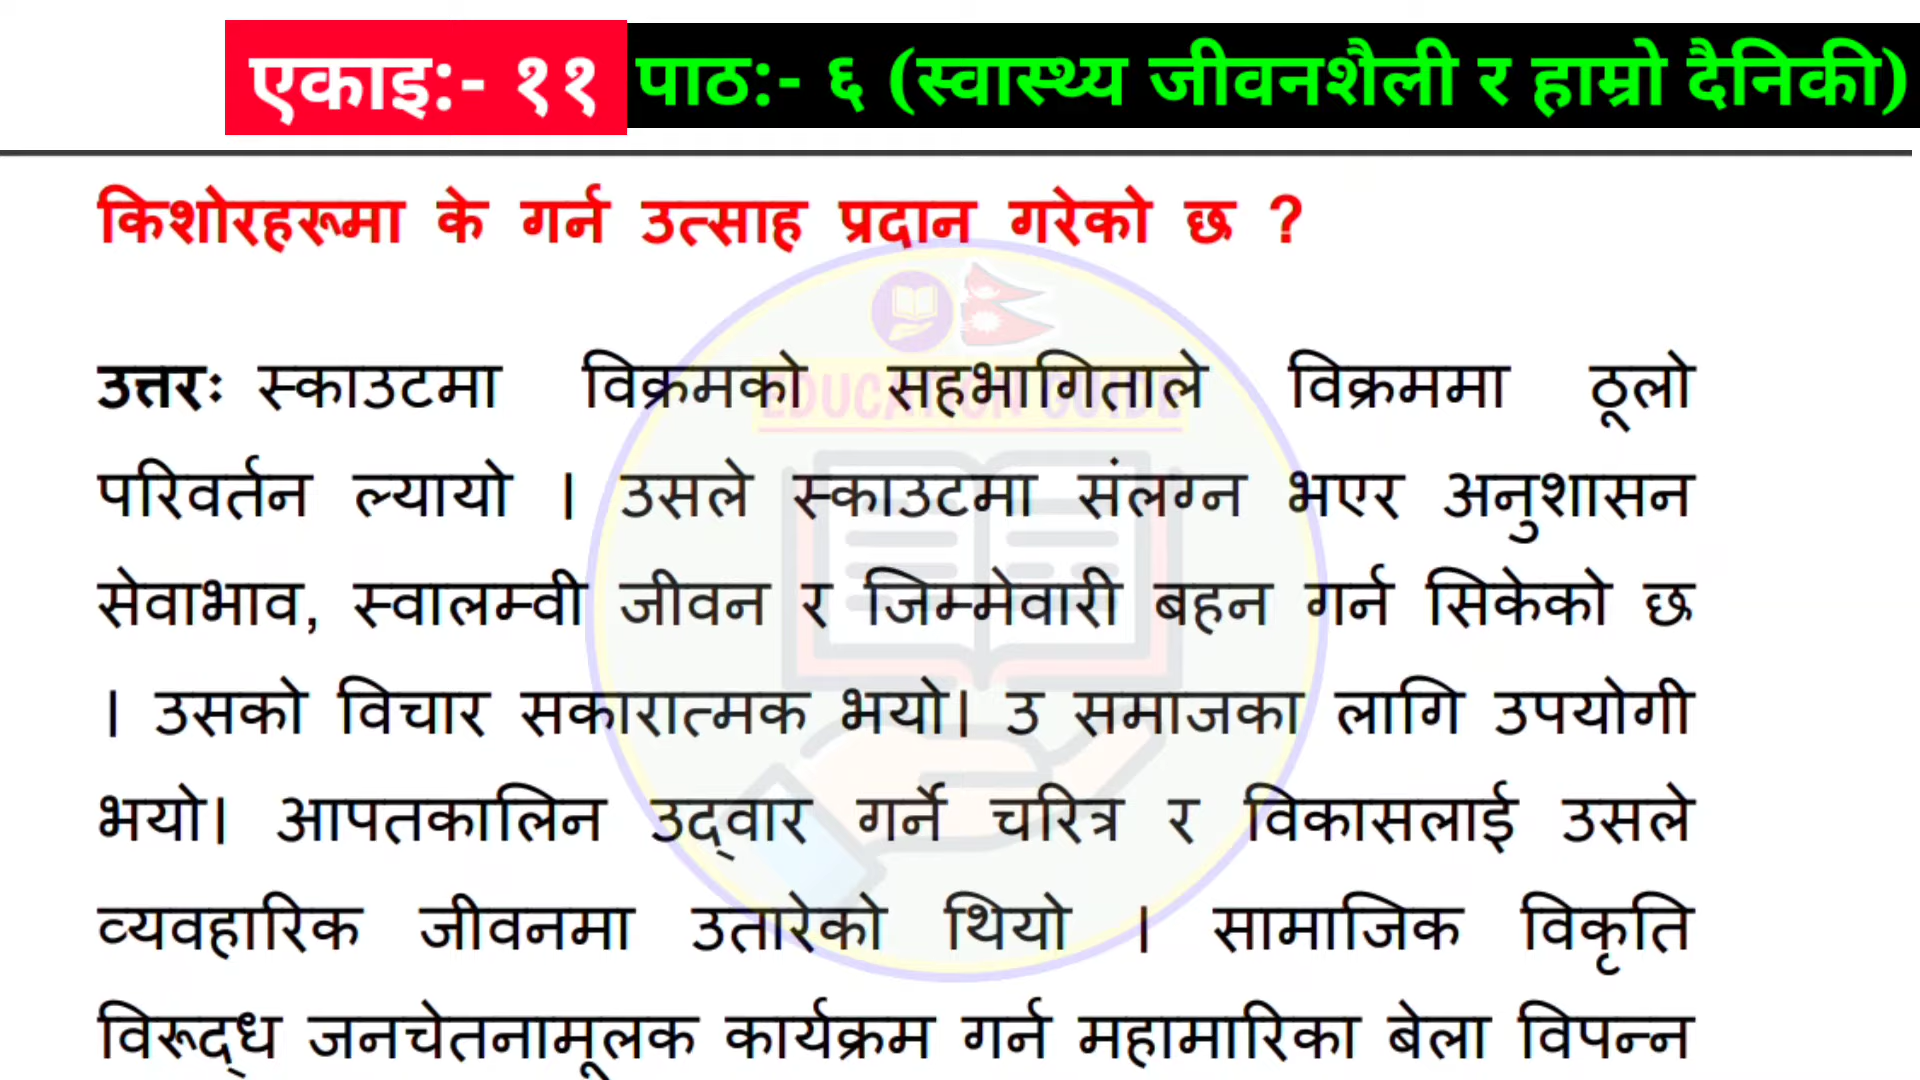 एकाइ:- ११ पाठ:- ६ (स्वास्थ्य जीवनशैली र हाम्रो दैनिकी)
किशोरहरूमा के गर्न उत्साह प्रदान गरेको छ ?
EDUCATION GUIDE
उत्तरः स्काउटमा विक्रमको सहभागिताले विक्रममा ठूलो
परिवर्तन ल्यायो । उसले स्काउटमा संलग्न भएर अनुशासन
सेवाभाव, स्वालम्वी जीवन र जिम्मेवारी बहन गर्न सिकेको छ
। उसको विचार सकारात्मक भयो। उ समाजका लागि उपयोगी
भयो। आपतकालिन उद्‌वार गर्ने चरित्र र विकासलाई उसले
व्यवहारिक जीवनमा उतारेको थियो । सामाजिक विकृति
विरूद्‌ध जनचेतनामूलक कार्यक्रम गर्न महामारिका बेला विपन्न